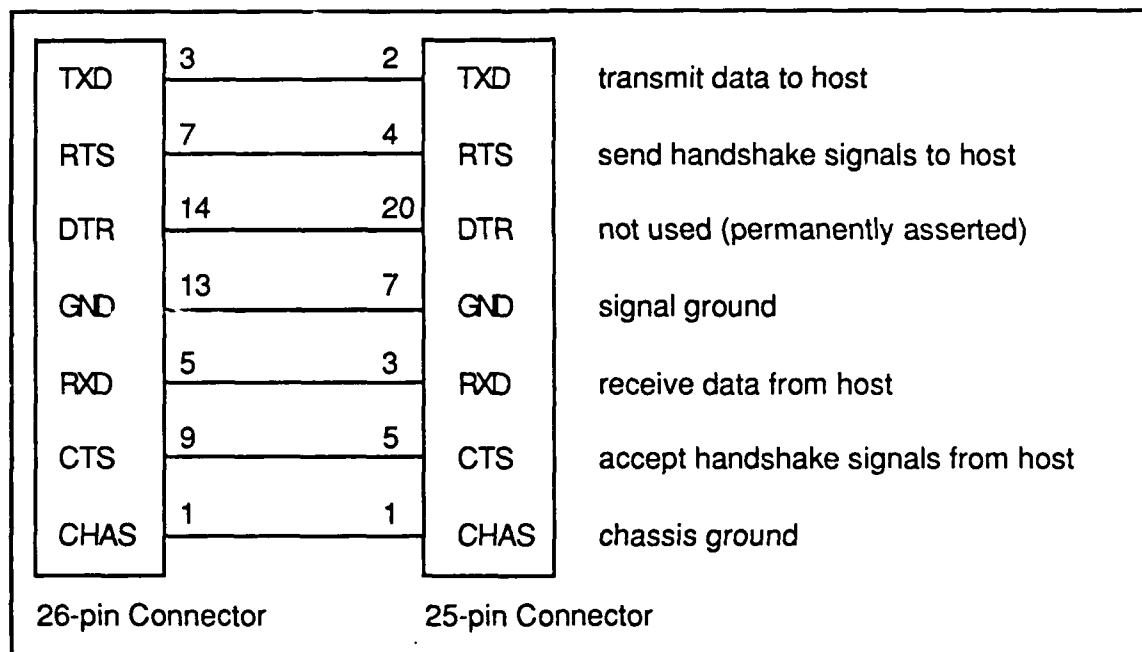 TXD 3 2 TXD transmit data to host
RTS 7 4 RTS send handshake signals to host
DTR 14 20 DTR not used (permanently asserted)
GND 13 7 GND signal ground
RXD 5 3 RXD receive data from host
CTS 9 5 CTS accept handshake signals from host
CHAS 1 1 CHAS chassis ground
26-pin Connector 25-pin Connector